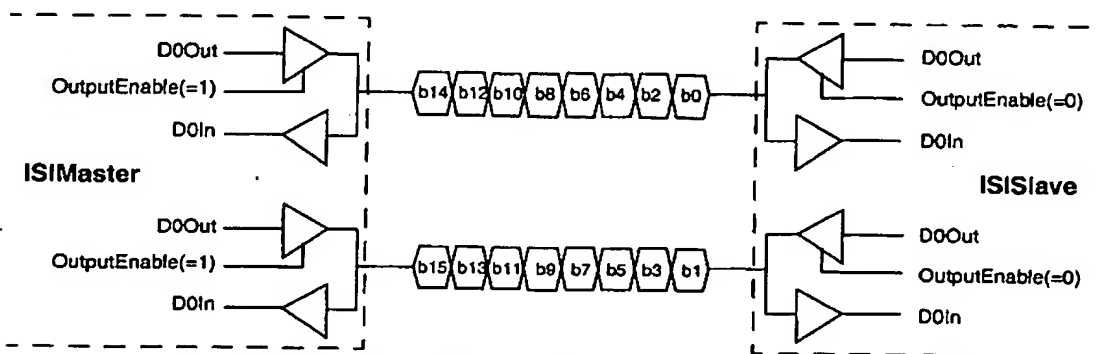 D0Out
OutputEnable(=1)
D0In
b14 b12 b10 b8 b6 b4 b2 b0
D0Out
OutputEnable(=0)
D0In
ISIMaster
ISISlave
D0Out
OutputEnable(=1)
D0In
b15 b13 b11 b9 b7 b5 b3 b1
D0Out
OutputEnable(=0)
D0In